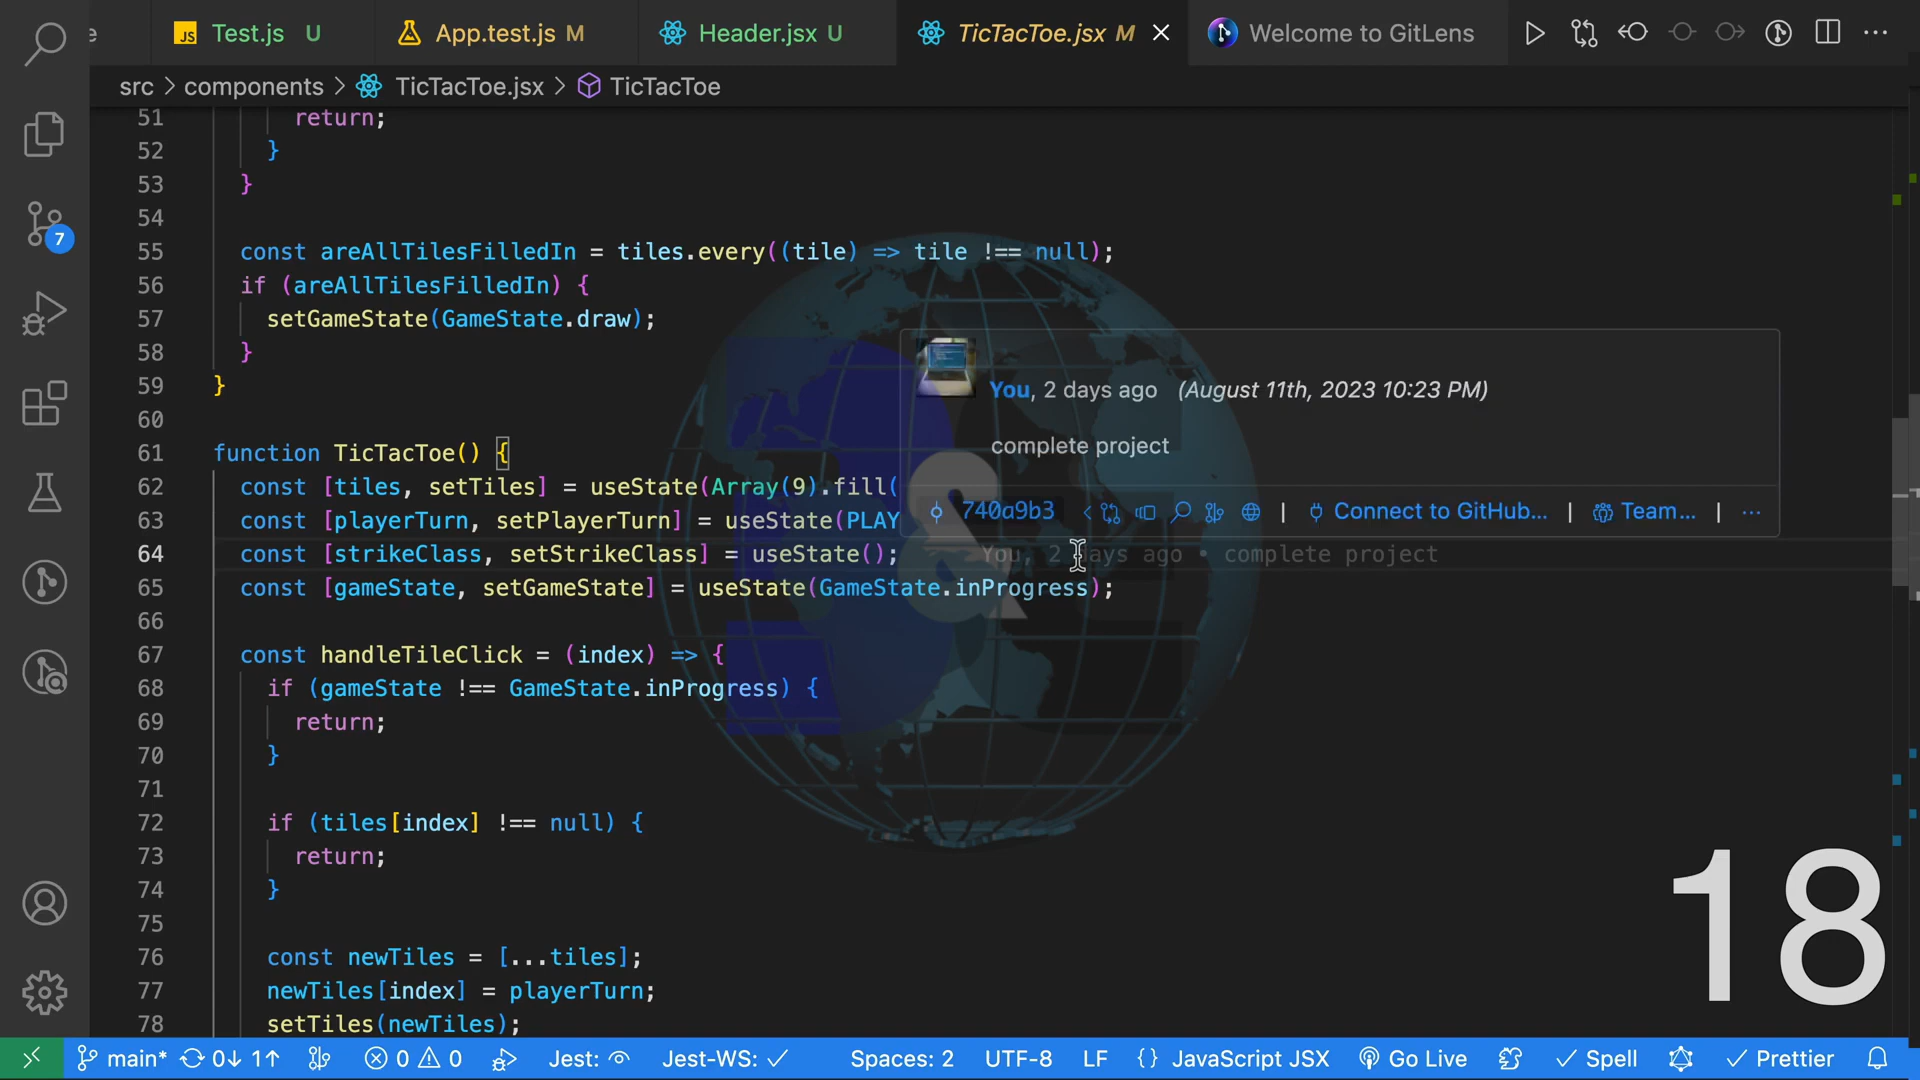 e
JS Test.js U
App.test.js M
Header.jsx U
TicTacToe.jsx M
Welcome to GitLens
src > components > TicTacToe.jsx > TicTacToe
51 return;
52 }
53 }
54
55 const areAllTilesFilledIn = tiles.every((tile) => tile !== null);
56 if (areAllTilesFilledIn) {
57 setGameState(GameState.draw);
58 }
59 }
60
61 function TicTacToe() {
62 const [tiles, setTiles] = useState(Array(9).fill(
63 const [playerTurn, setPlayerTurn] = useState(PLAY
64 const [strikeClass, setStrikeClass] = useState(); You, 2 days ago • complete project
65 const [gameState, setGameState] = useState(GameState.inProgress);
66
67 const handleTileClick = (index) => {
68 if (gameState !== GameState.inProgress) {
69 return;
70 }
71
72 if (tiles[index] !== null) {
73 return;
74 }
75
76 const newTiles = [...tiles];
77 newTiles[index] = playerTurn;
78 setTiles(newTiles);
You, 2 days ago (August 11th, 2023 10:23 PM)
complete project
740a9b3 | Connect to GitHub... | Team... | ...
7
18
main* 0↓ 1↑ 0 0 Jest: Jest-WS: ✓ Spaces: 2 UTF-8 LF {} JavaScript JSX Go Live ✓ Spell ✓ Prettier